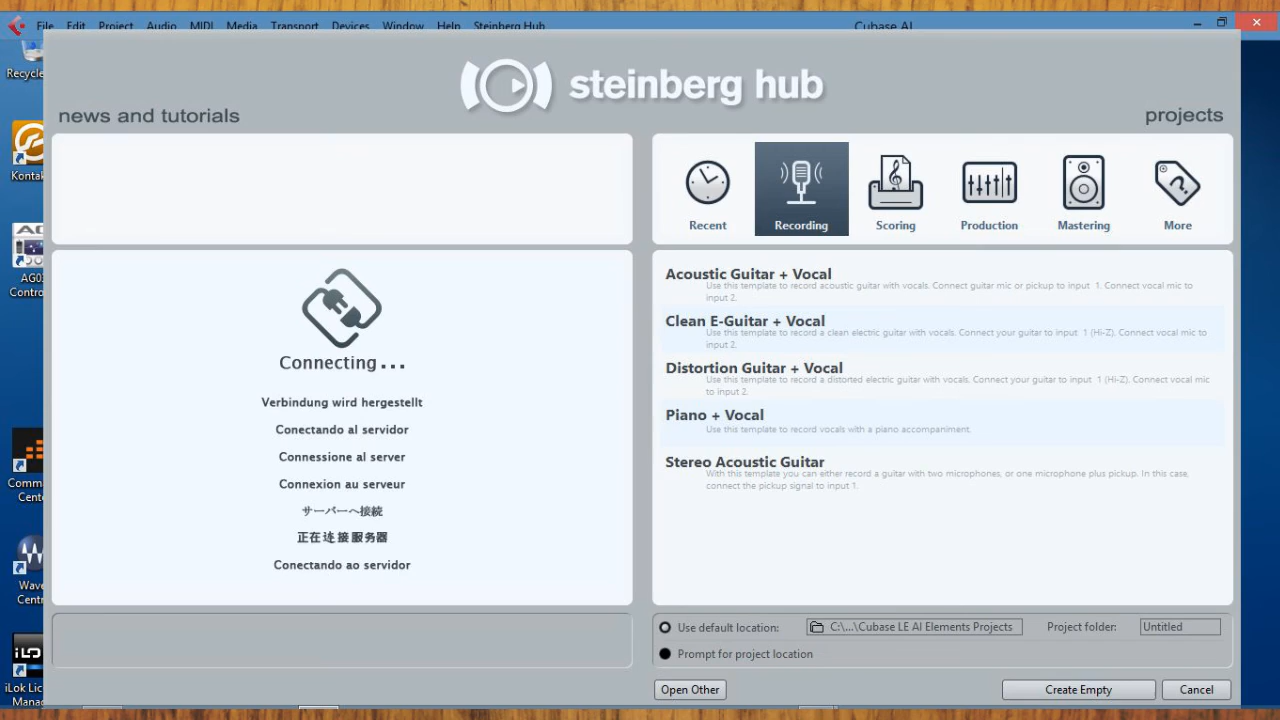 File Edit Project Audio MIDI Media Transport Devices Window Help Steinberg Hub
Cubase AI
Recycle
Kontak
AG0
Contro
Comm
Cent
Wave
Centr
iLok Lic
Manag
steinberg hub
news and tutorials
projects
Recent
Recording
Scoring
Production
Mastering
More
Connecting...
Verbindung wird hergestellt
Conectando al servidor
Connessione al server
Connexion au serveur
サーバーへ接続
正在连接服务器
Conectando ao servidor
Acoustic Guitar + Vocal
Use this template to record acoustic guitar with vocals. Connect guitar mic or pickup to input 1. Connect vocal mic to
input 2.
Clean E-Guitar + Vocal
Use this template to record a clean electric guitar with vocals. Connect your guitar to input 1 (Hi-Z). Connect vocal mic to
input 2.
Distortion Guitar + Vocal
Use this template to record a distorted electric guitar with vocals. Connect your guitar to input 1 (Hi-Z). Connect vocal mic
to input 2.
Piano + Vocal
Use this template to record vocals with a piano accompaniment.
Stereo Acoustic Guitar
With this template you can either record a guitar with two microphones, or one microphone plus pickup. In this case,
connect the pickup signal to input 1.
Use default location:
C:\...\Cubase LE AI Elements Projects
Project folder:
Untitled
Prompt for project location
Open Other
Create Empty
Cancel